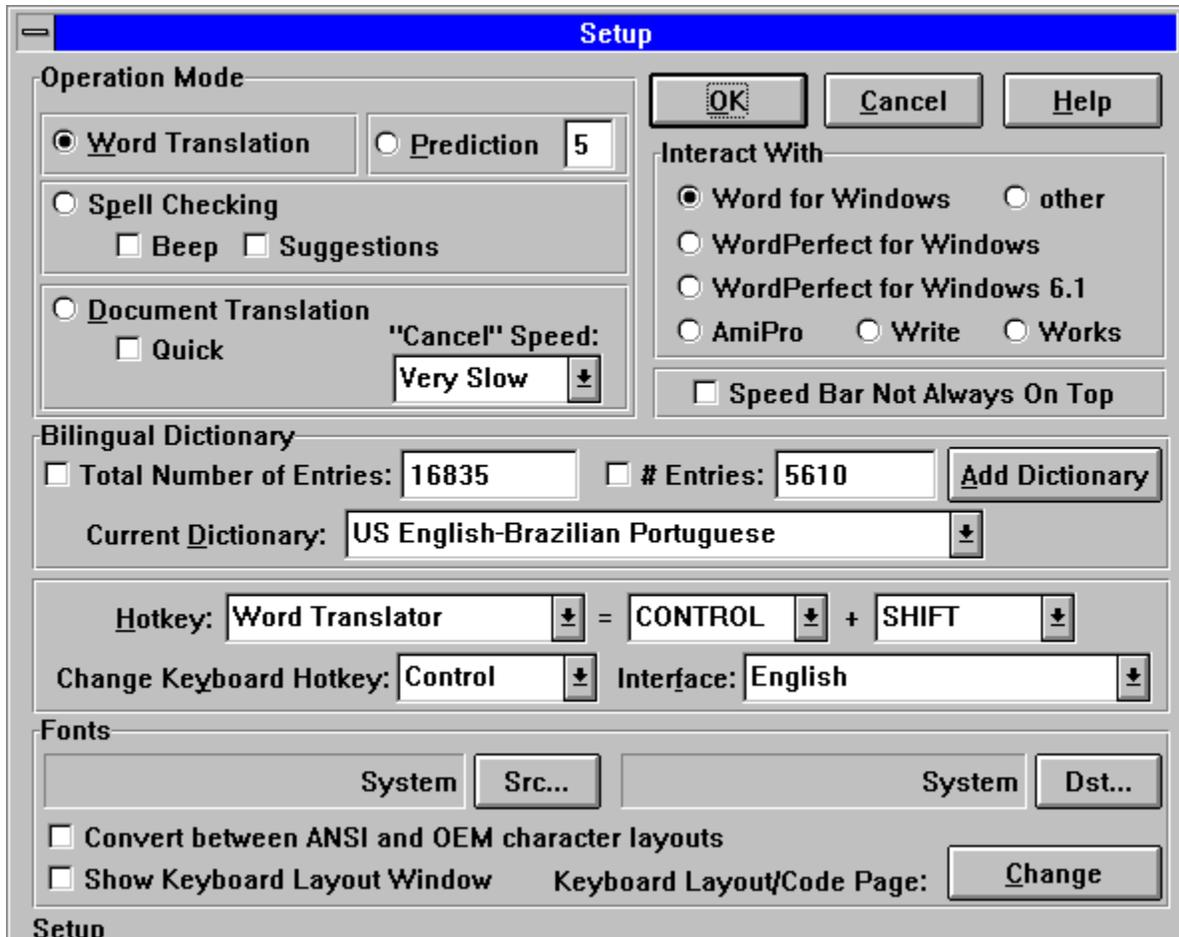 Setup
Operation Mode
OK Cancel Help
Word Translation Prediction 5
Interact With
Spell Checking
Beep Suggestions
Word for Windows other
WordPerfect for Windows
WordPerfect for Windows 6.1
AmiPro Write Works
Document Translation
Quick
"Cancel" Speed:
Very Slow
Speed Bar Not Always On Top
Bilingual Dictionary
Total Number of Entries: 16835 # Entries: 5610 Add Dictionary
Current Dictionary: US English-Brazilian Portuguese
Hotkey: Word Translator = CONTROL + SHIFT
Change Keyboard Hotkey: Control Interface: English
Fonts
System Src... System Dst...
Convert between ANSI and OEM character layouts
Show Keyboard Layout Window Keyboard Layout/Code Page: Change
Setup